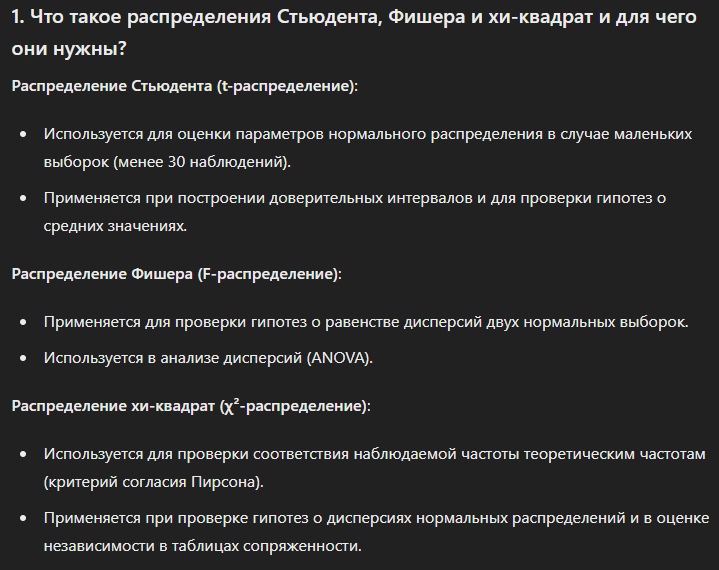 1. Что такое распределения Стьюдента, Фишера и хи-квадрат и для чего
они нужны?
Распределение Стьюдента (t-распределение):
• Используется для оценки параметров нормального распределения в случае маленьких
выборок (менее 30 наблюдений).
• Применяется при построении доверительных интервалов и для проверки гипотез о
средних значениях.
Распределение Фишера (F-распределение):
• Применяется для проверки гипотез о равенстве дисперсий двух нормальных выборок.
• Используется в анализе дисперсий (ANOVA).
Распределение хи-квадрат (χ²-распределение):
• Используется для проверки соответствия наблюдаемой частоты теоретическим частотам
(критерий согласия Пирсона).
• Применяется при проверке гипотез о дисперсиях нормальных распределений и в оценке
независимости в таблицах сопряженности.